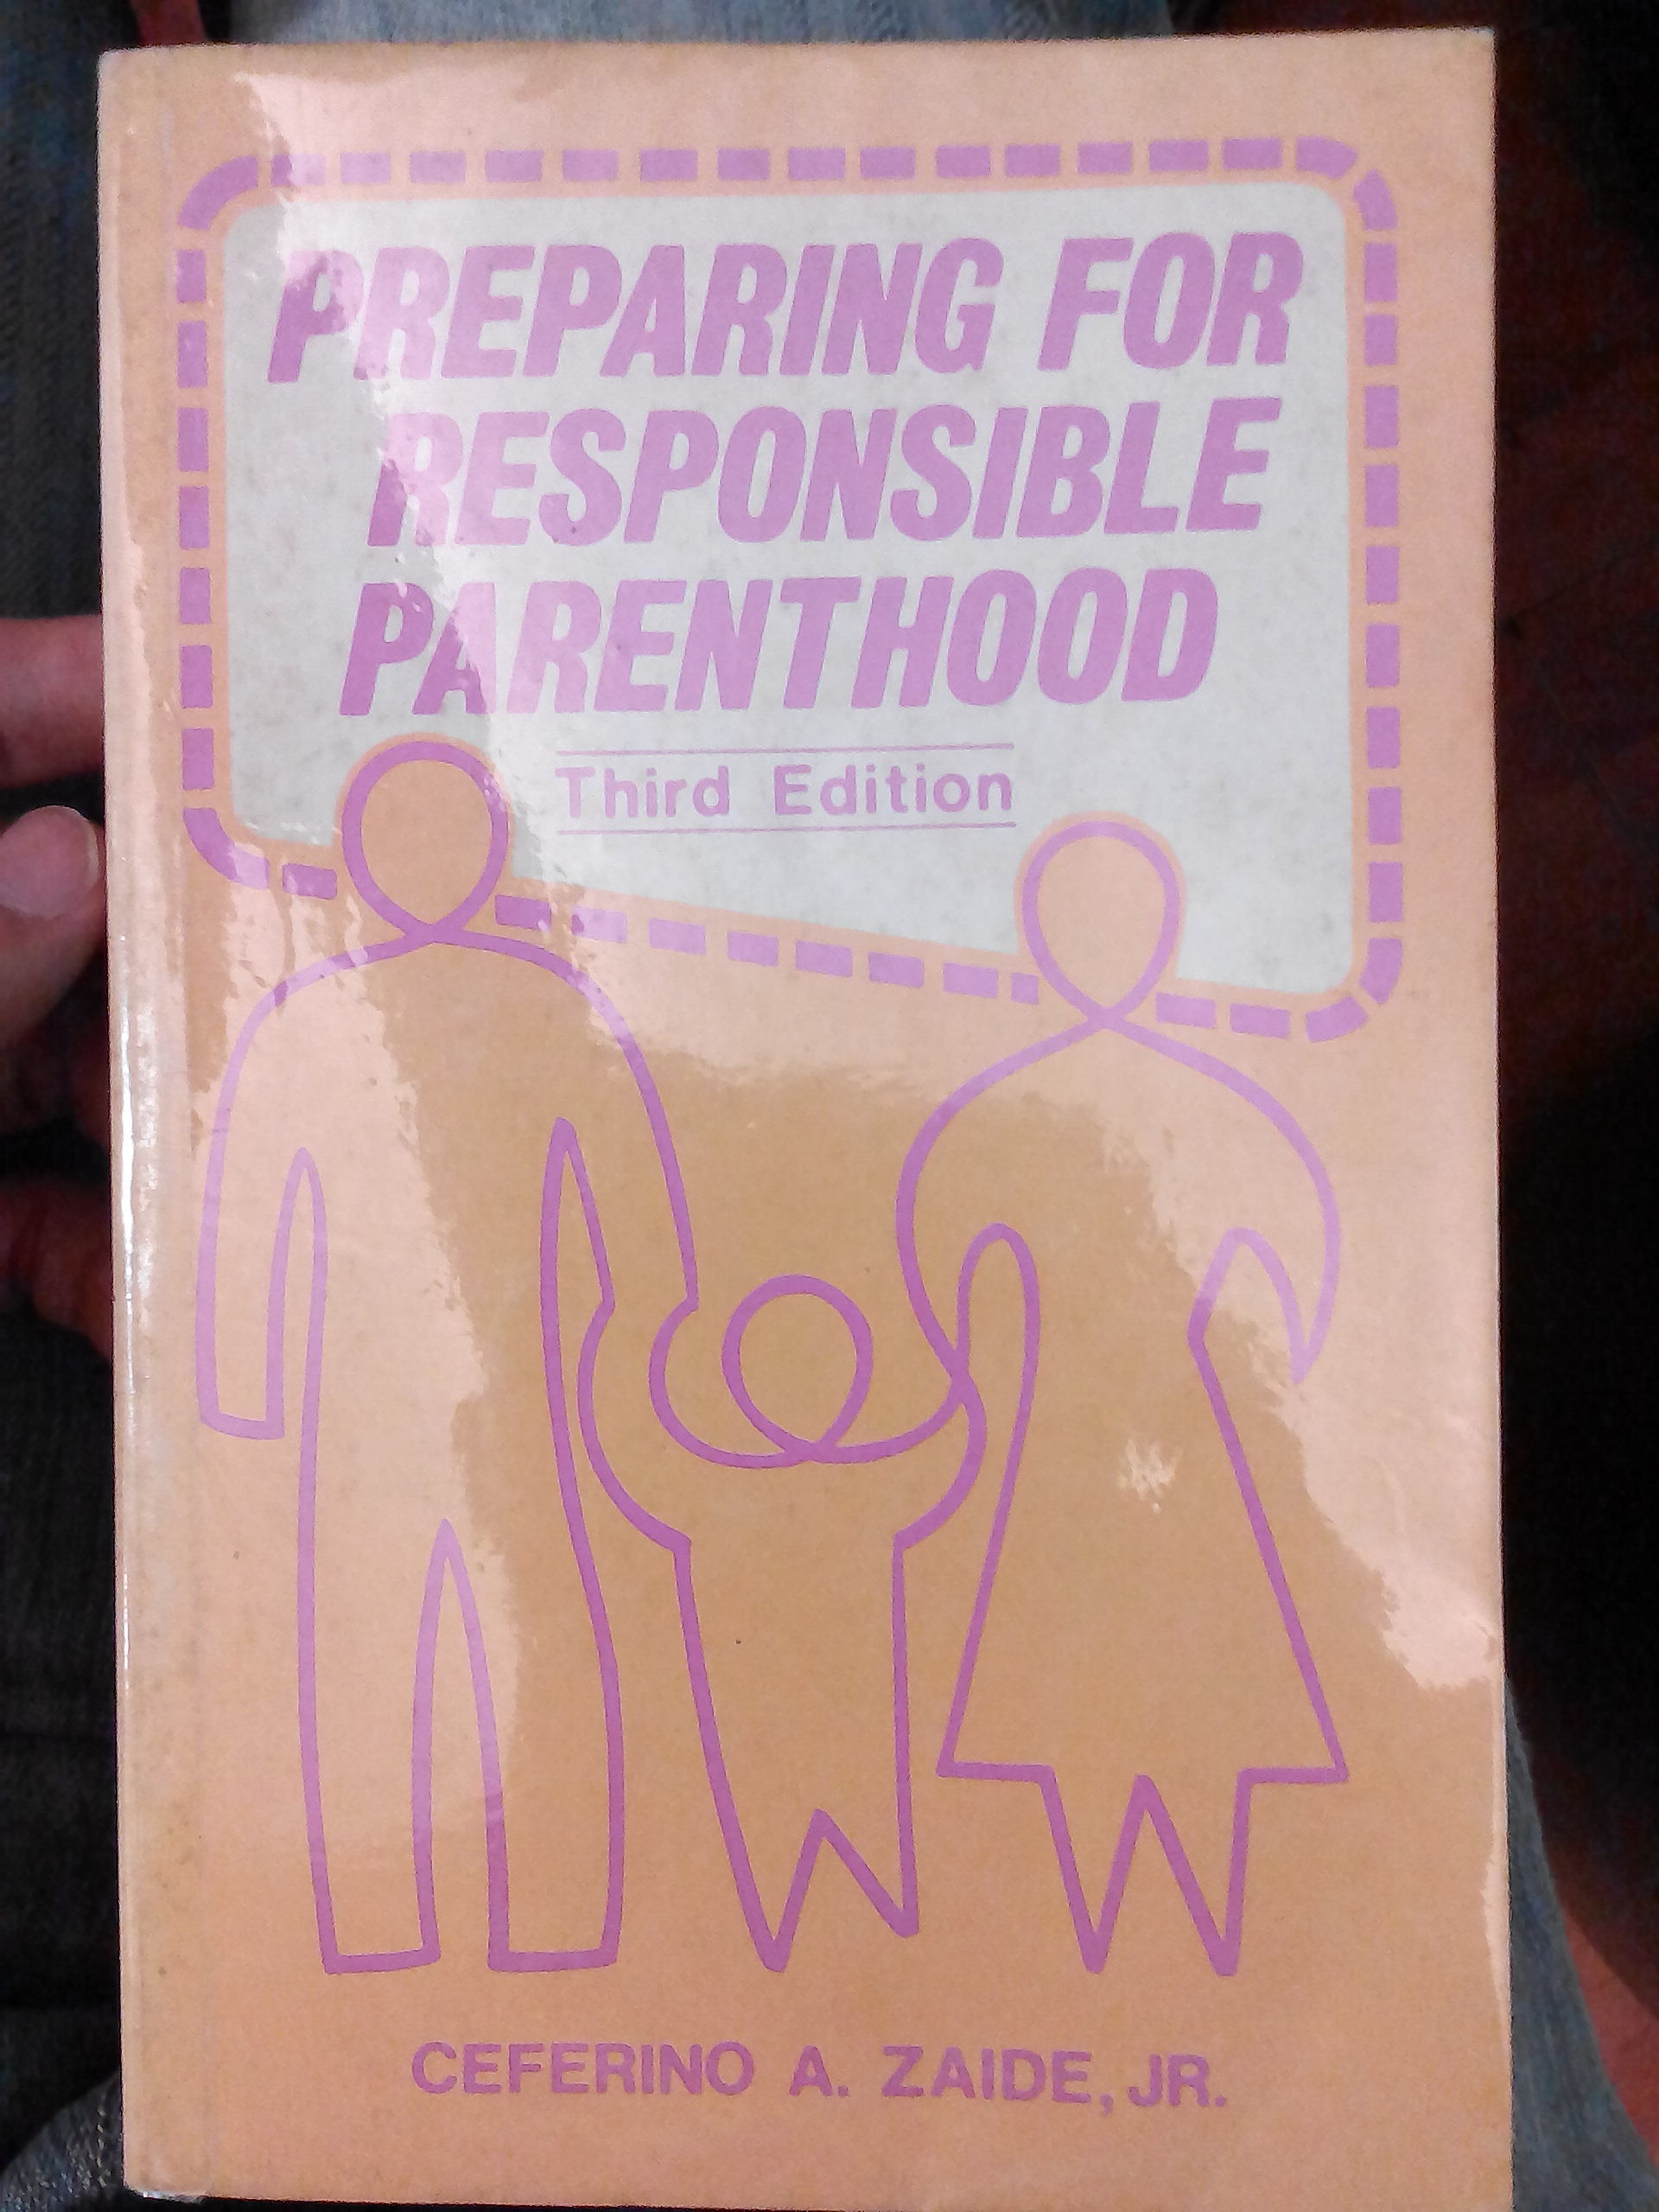 PREPARING FOR
RESPONSIBLE
PARENTHOOD
Third Edition
CEFERINO A. ZAIDE, JR.